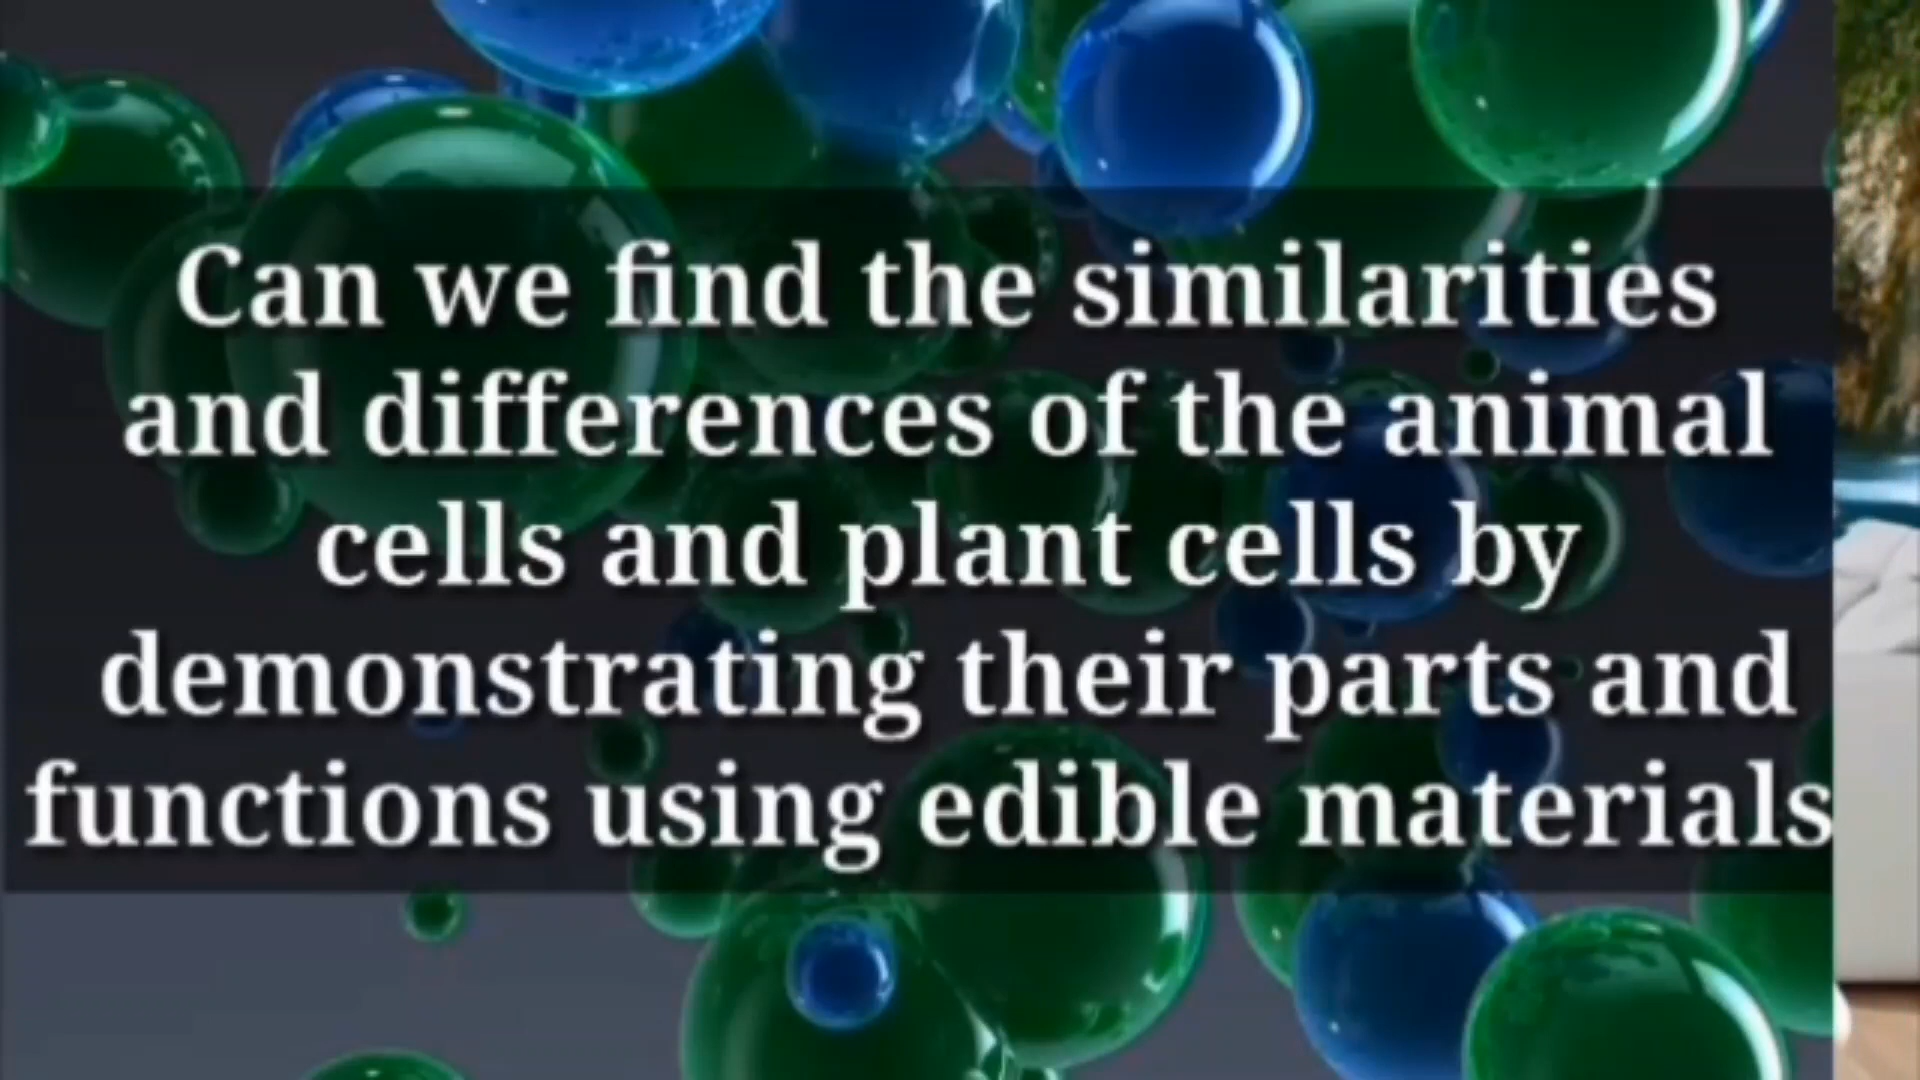 Can we find the similarities
and differences of the animal
cells and plant cells by
demonstrating their parts and
functions using edible materials